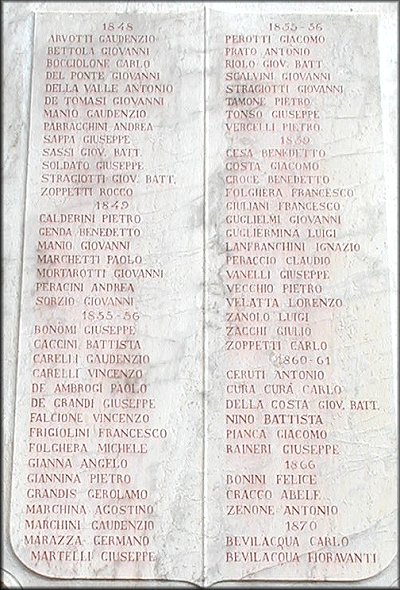 1848
ARVOTTI GAUDENZIO
BETTOLA GIOVANNI
BOCCIOLONE CARLO
DEL PONTE GIOVANNI
DELLA VALLE ANTONIO
DE TOMASI GIOVANNI
MANIO GAUDENZIO
PARRACCHINI ANDREA
SAPPA GIUSEPPE
SASSI GIOV. BATT.
SOLDATO GIUSEPPE
STRAGIOTTI GIOV. BATT.
ZOPPETTI ROCCO
1849
CALDERINI PIETRO
GENDA BENEDETTO
MANIO GIOVANNI
MARCHETTI PAOLO
MORTAROTTI GIOVANNI
PERACINI ANDREA
SORZIO GIOVANNI
1855-56
BONOMI GIUSEPPE
CACCINI BATTISTA
CARELLI GAUDENZIO
CARELLI VINCENZO
DE AMBROGI PAOLO
DE GRANDI GIUSEPPE
FALCIONE VINCENZO
FRIGIOLINI FRANCESCO
FOLGHERA MICHELE
GIANNA ANGELO
GIANNINA PIETRO
GRANDIS GEROLAMO
MARCHINA AGOSTINO
MARCHINI GAUDENZIO
MARAZZA GERMANO
MARTELLI GIUSEPPE
1855-56
PEROTTI GIACOMO
PRATO ANTONIO
RIOLO GIOV. BATT.
SCALVINI GIOVANNI
STRAGIOTTI GIOVANNI
TAMONE PIETRO
TONSO GIUSEPPE
VERCELLI PIETRO
1859
CESA BENEDETTO
COSTA GIACOMO
CROCE BENEDETTO
FOLGHERA FRANCESCO
GIULIANI FRANCESCO
GUGLIELMI GIOVANNI
GUGLIERMINA LUIGI
LANFRANCHINI IGNAZIO
PERACCIO CLAUDIO
VANELLI GIUSEPPE
VECCHIO PIETRO
VELATTA LORENZO
ZANOLO LUIGI
ZACCHI GIULIO
ZOPPETTI CARLO
1860-61
CERUTI ANTONIO
CURA CURA CARLO
DELLA COSTA GIOV. BATT.
NINO BATTISTA
PIANCA GIACOMO
RAINERI GIUSEPPE
1866
BONINI FELICE
CRACCO ABELE
ZENONE ANTONIO
1870
BEVILACQUA CARLO
BEVILACQUA FIORAVANTI